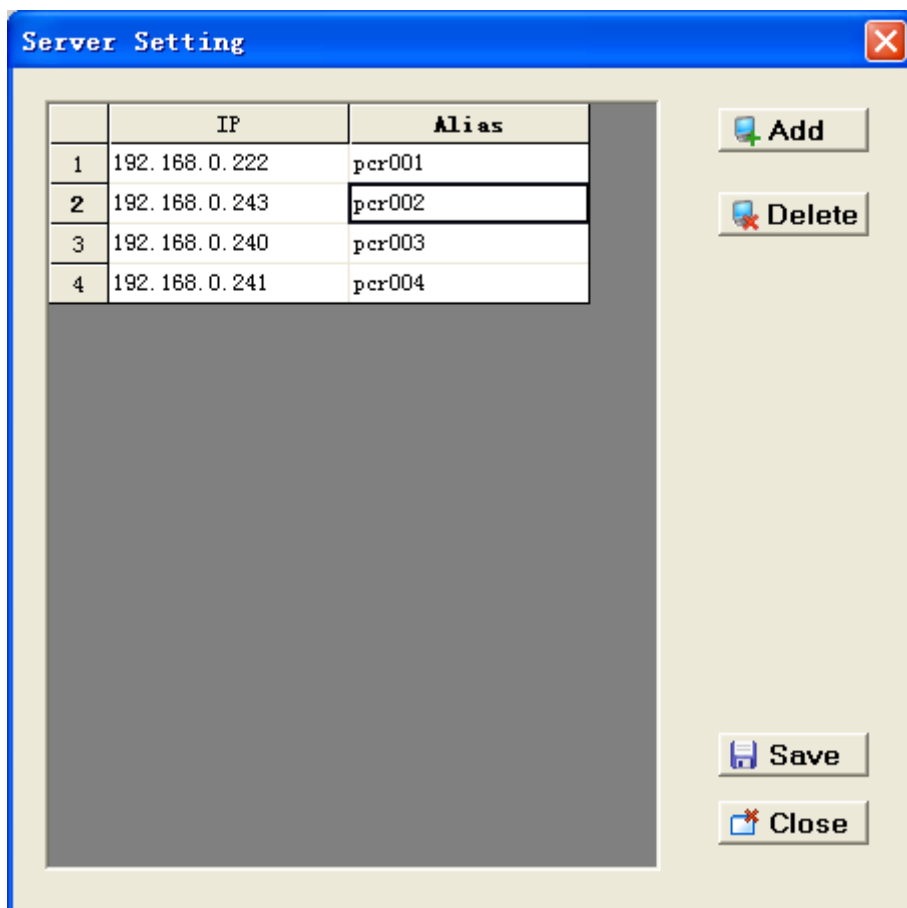 Server Setting
IP Alias
1 192.168.0.222 pcr001
2 192.168.0.243 pcr002
3 192.168.0.240 pcr003
4 192.168.0.241 pcr004
Add
Delete
Save
Close